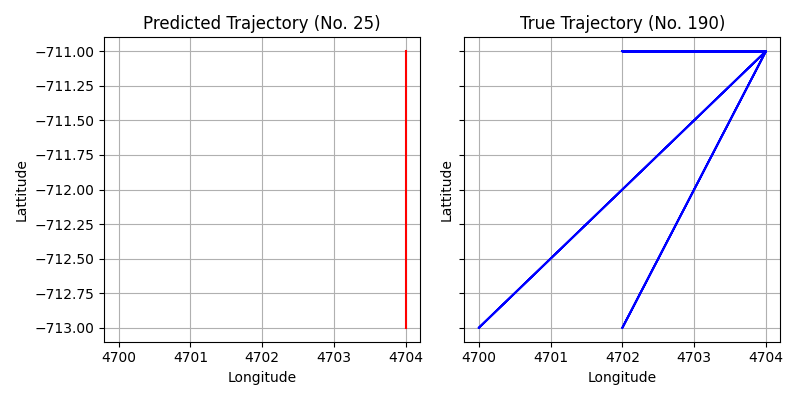 Predicted Trajectory (No. 25)
True Trajectory (No. 190)
−711.00
−711.25
−711.50
−711.75
−712.00
−712.25
−712.50
−712.75
−713.00
Lattitude
Lattitude
4700 4701 4702 4703 4704
4700 4701 4702 4703 4704
Longitude
Longitude